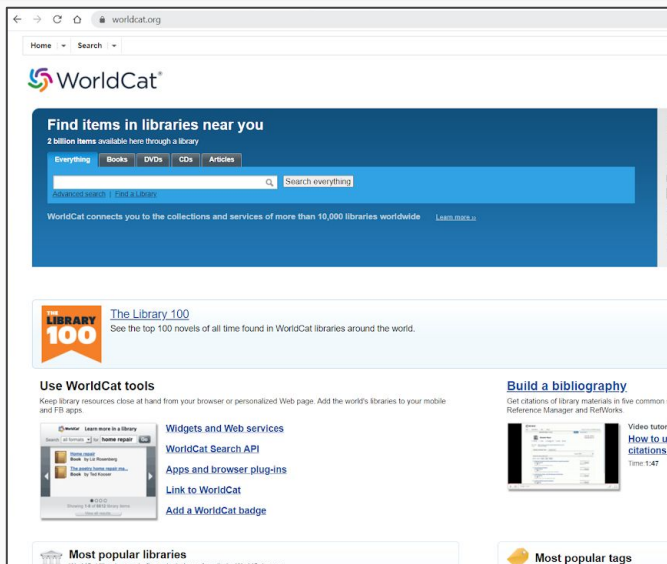 worldcat.org
Home Search
WorldCat®
Find items in libraries near you
2 billion items available here through a library
Everything Books DVDs CDs Articles
Search everything
Advanced search | Find a Library
WorldCat connects you to the collections and services of more than 10,000 libraries worldwide Learn more ››
THE LIBRARY 100
The Library 100
See the top 100 novels of all time found in WorldCat libraries around the world.
Use WorldCat tools
Keep library resources close at hand from your browser or personalized Web page. Add the world's libraries to your mobile
and FB apps.
WorldCat Learn more in a library
Search all formats by home repair Go
Home repair
Book by Liz Rosenberg
The poetry home repair ma...
Book by Ted Kooser
Widgets and Web services
WorldCat Search API
Apps and browser plug-ins
Link to WorldCat
Add a WorldCat badge
Build a bibliography
Get citations of library materials in five common
Reference Manager and RefWorks
Video tutor
How to u
citations
Time 1:47
Most popular libraries
Most popular tags